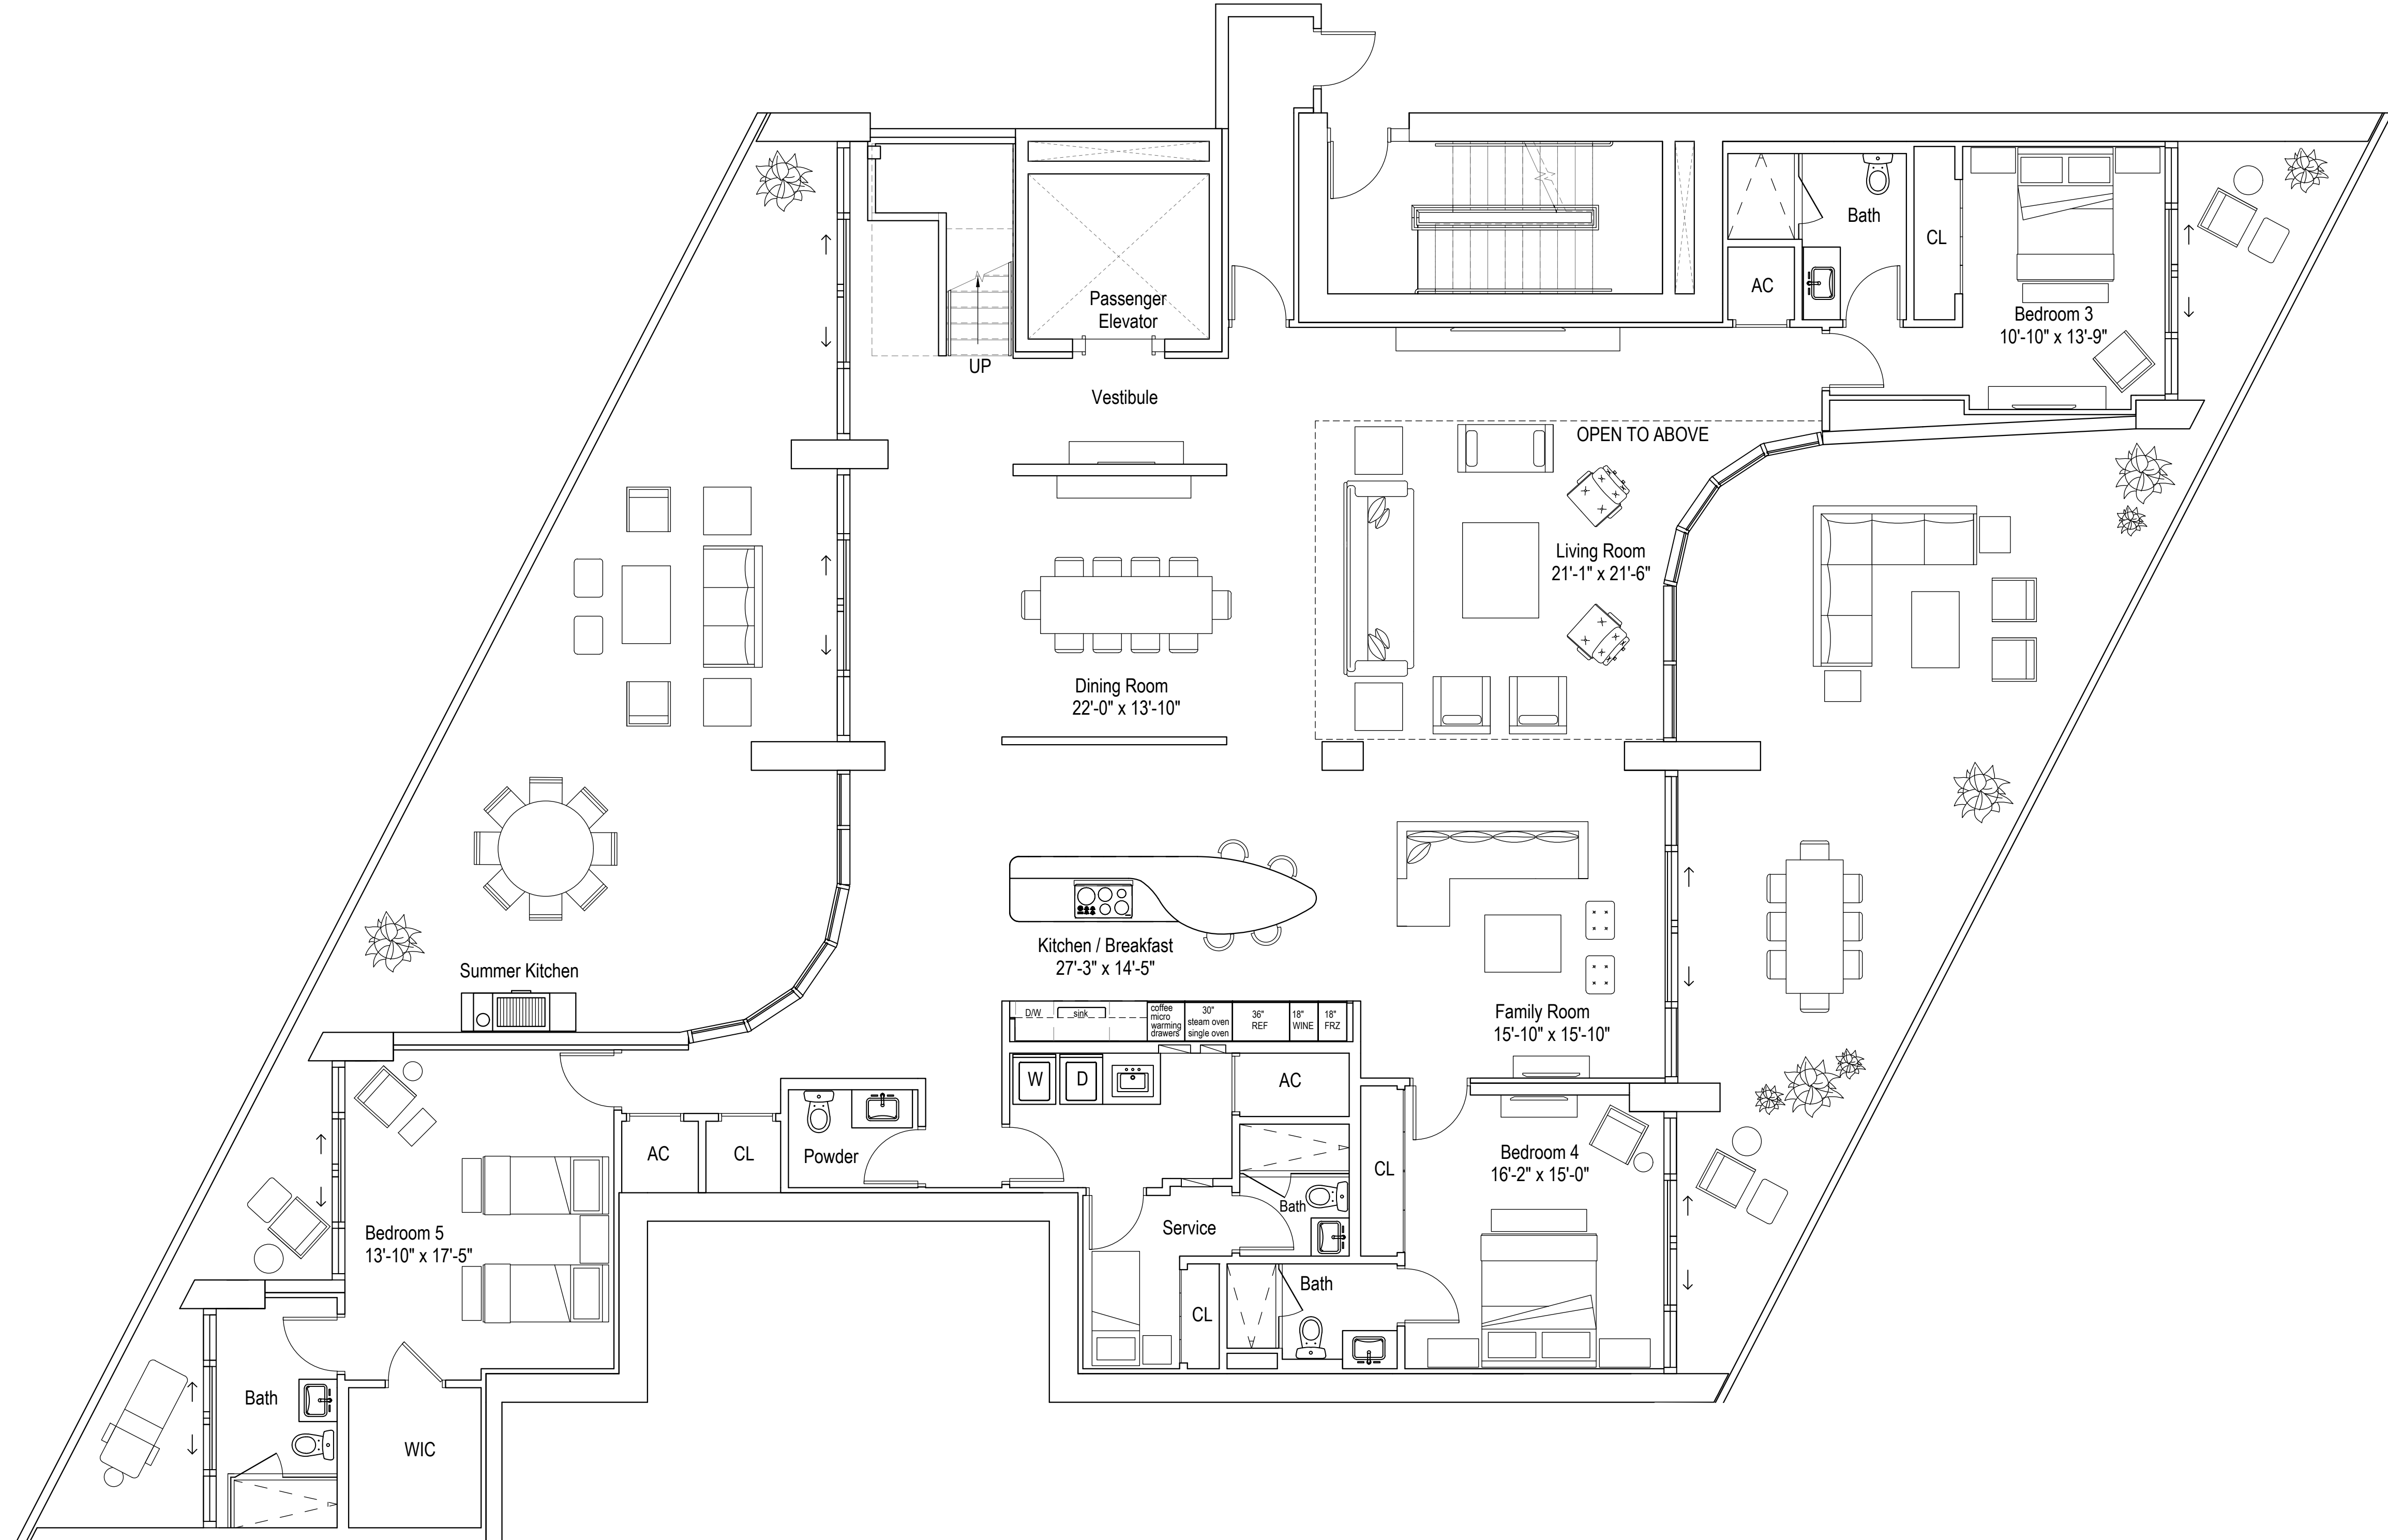 Passenger
Elevator
UP
Vestibule
Bath
CL
AC
Bedroom 3
10'-10" x 13'-9"
OPEN TO ABOVE
Living Room
21'-1" x 21'-6"
Dining Room
22'-0" x 13'-10"
Kitchen / Breakfast
27'-3" x 14'-5"
Summer Kitchen
D/W
sink
coffee
micro
warming
drawers
30"
steam oven
single oven
36"
REF
18"
WINE
18"
FRZ
Family Room
15'-10" x 15'-10"
W
D
AC
AC
CL
Powder
CL
Bedroom 4
16'-2" x 15'-0"
Bath
Service
Bedroom 5
13'-10" x 17'-5"
Bath
CL
Bath
WIC